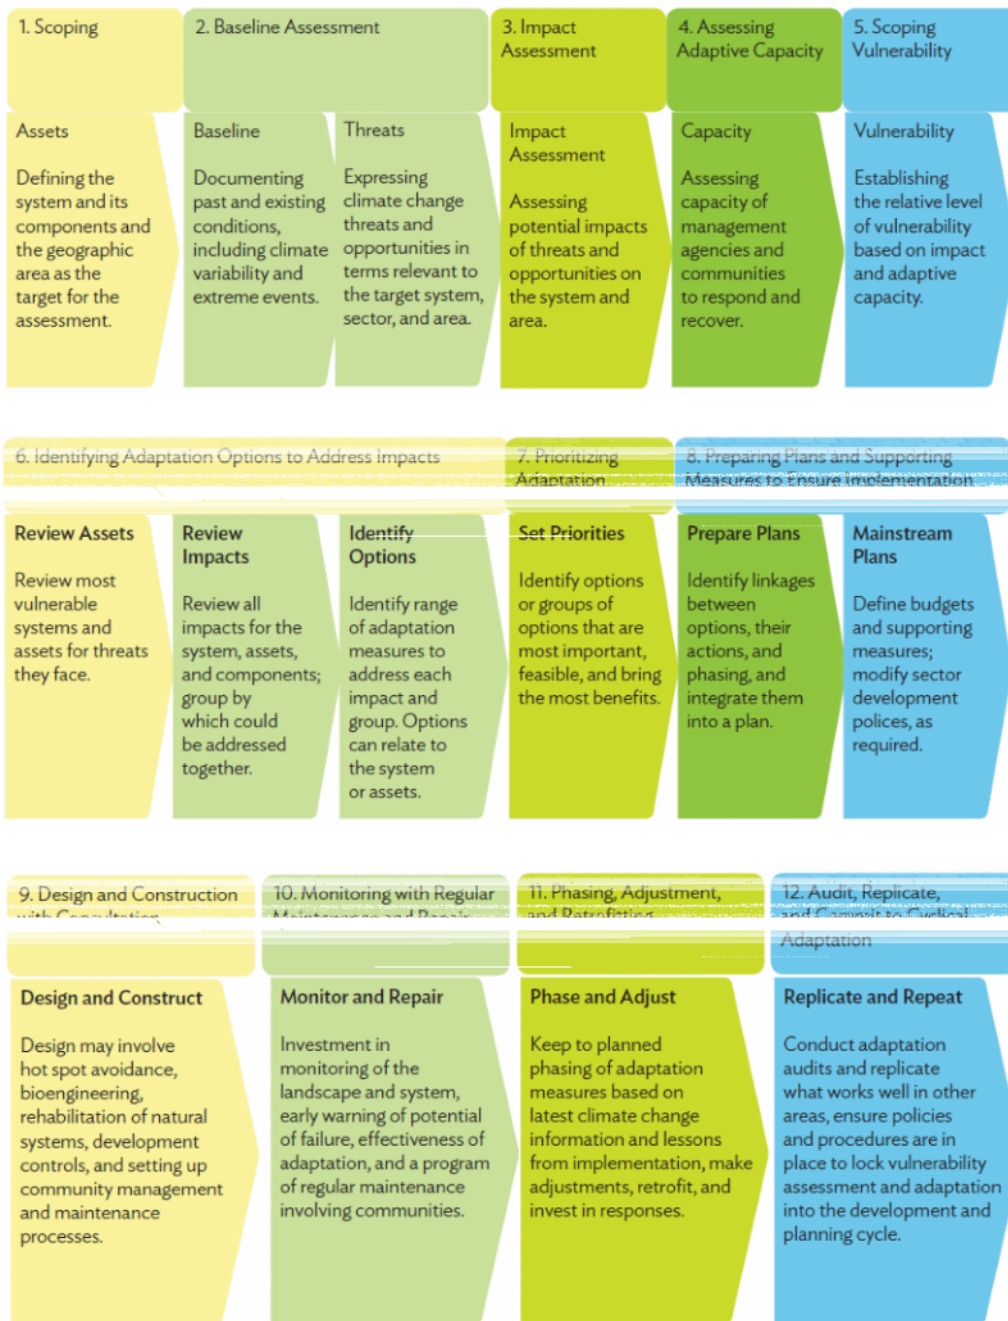 1. Scoping
2. Baseline Assessment
3. Impact
Assessment
4. Assessing
Adaptive Capacity
5. Scoping
Vulnerability
Assets
Defining the
system and its
components and
the geographic
area as the
target for the
assessment.
Baseline
Documenting
past and existing
conditions,
including climate
variability and
extreme events.
Threats
Expressing
climate change
threats and
opportunities in
terms relevant to
the target system,
sector, and area.
Impact
Assessment
Assessing
potential impacts
of threats and
opportunities on
the system and
area.
Capacity
Assessing
capacity of
management
agencies and
communities
to respond and
recover.
Vulnerability
Establishing
the relative level
of vulnerability
based on impact
and adaptive
capacity.
6. Identifying Adaptation Options to Address Impacts
7. Prioritizing
Adaptation
8. Preparing Plans and Supporting
Measures to Ensure Implementation
Review Assets
Review most
vulnerable
systems and
assets for threats
they face.
Review
Impacts
Review all
impacts for the
system, assets,
and components;
group by
which could
be addressed
together.
Identify
Options
Identify range
of adaptation
measures to
address each
impact and
group. Options
can relate to
the system
or assets.
Set Priorities
Identify options
or groups of
options that are
most important,
feasible, and bring
the most benefits.
Prepare Plans
Identify linkages
between
options, their
actions, and
phasing, and
integrate them
into a plan.
Mainstream
Plans
Define budgets
and supporting
measures;
modify sector
development
polices, as
required.
9. Design and Construction
with Consultation
10. Monitoring with Regular
Maintenance and Repair
11. Phasing, Adjustment,
and Retrofitting
12. Audit, Replicate,
and Commit to Cyclical
Adaptation
Design and Construct
Design may involve
hot spot avoidance,
bioengineering,
rehabilitation of natural
systems, development
controls, and setting up
community management
and maintenance
processes.
Monitor and Repair
Investment in
monitoring of the
landscape and system,
early warning of potential
of failure, effectiveness of
adaptation, and a program
of regular maintenance
involving communities.
Phase and Adjust
Keep to planned
phasing of adaptation
measures based on
latest climate change
information and lessons
from implementation, make
adjustments, retrofit, and
invest in responses.
Replicate and Repeat
Conduct adaptation
audits and replicate
what works well in other
areas, ensure policies
and procedures are in
place to lock vulnerability
assessment and adaptation
into the development and
planning cycle.